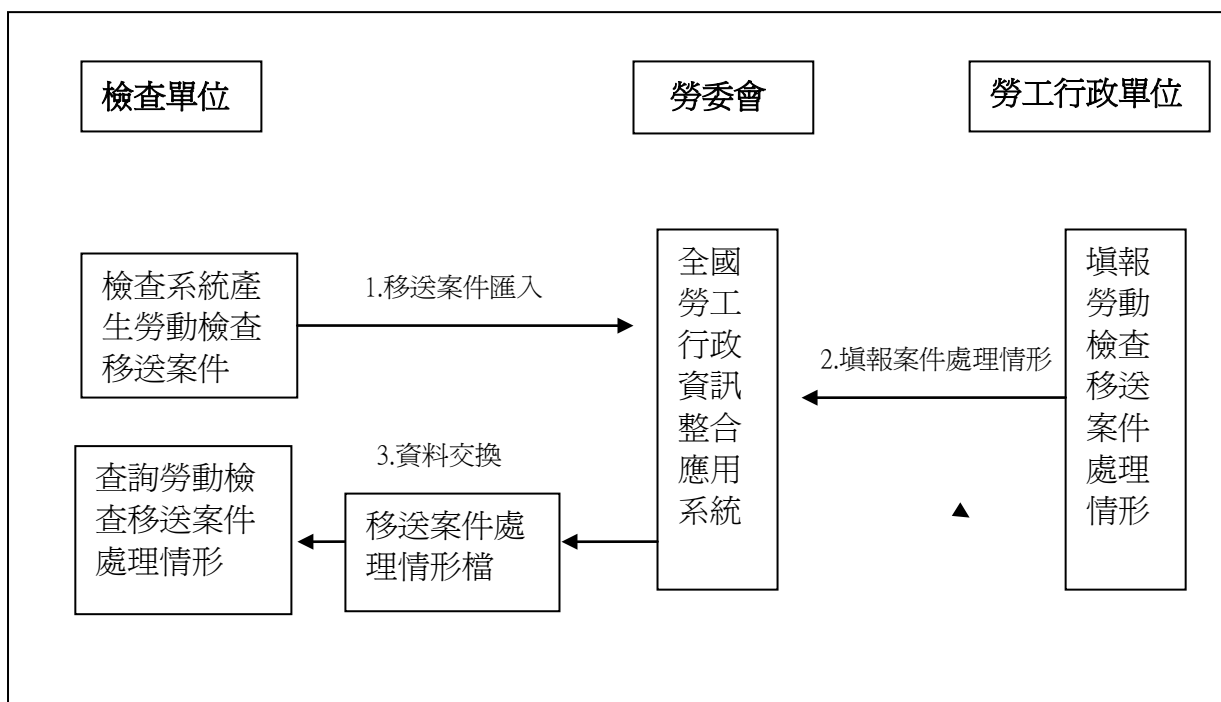 檢查單位
勞委會
勞工行政單位
檢查系統產
生勞動檢查
移送案件
1.移送案件匯入
全國
勞工
行政
資訊
整合
應用
系統
2.填報案件處理情形
填報
勞動
檢查
移送
案件
處理
情形
3.資料交換
移送案件處
理情形檔
查詢勞動檢
查移送案件
處理情形